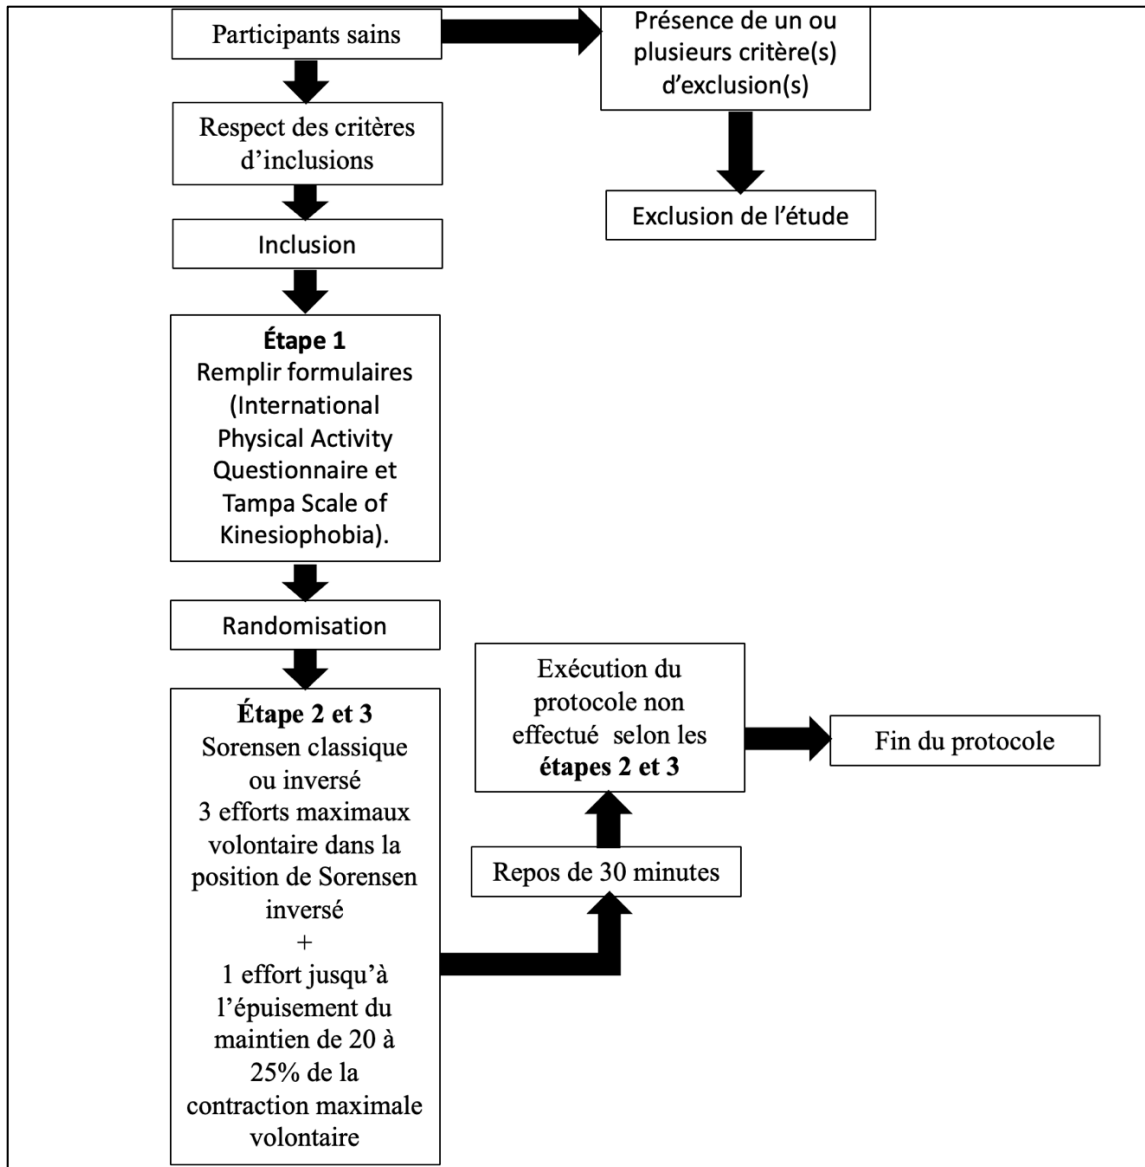 Participants sains
Présence de un ou
plusieurs critère(s)
d'exclusion(s)
Respect des critères
d'inclusions
Exclusion de l'étude
Inclusion
Étape 1
Remplir formulaires
(International
Physical Activity
Questionnaire et
Tampa Scale of
Kinesiophobia).
Randomisation
Étape 2 et 3
Sorensen classique
ou inversé
3 efforts maximaux
volontaire dans la
position de Sorensen
inversé
+
1 effort jusqu'à
l'épuisement du
maintien de 20 à
25% de la
contraction maximale
volontaire
Repos de 30 minutes
Exécution du
protocole non
effectué selon les
étapes 2 et 3
Fin du protocole